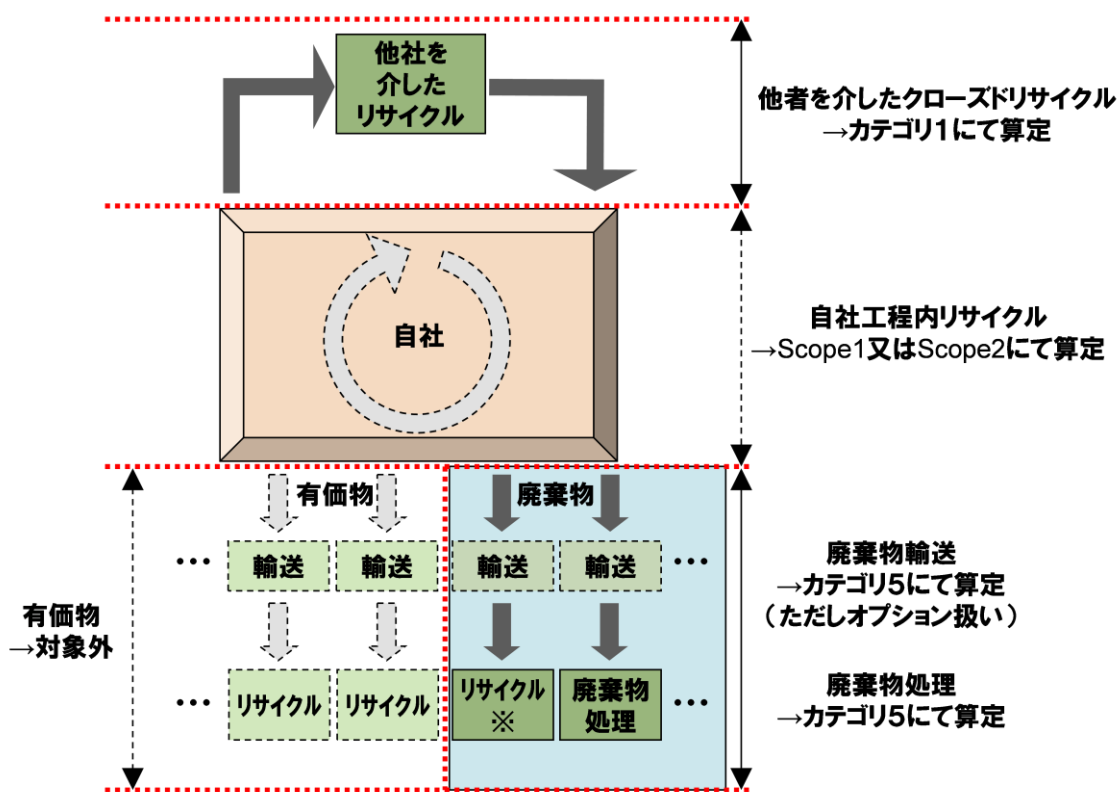 他社を
介した
リサイクル
他者を介したクローズドリサイクル
→カテゴリ1にて算定
自社
自社工程内リサイクル
→Scope1又はScope2にて算定
有価物
廃棄物
… 輸送 輸送 輸送 輸送 …
廃棄物輸送
→カテゴリ5にて算定
（ただしオプション扱い）
有価物
→対象外
… リサイクル リサイクル
リサイクル
※
廃棄物
処理
…
廃棄物処理
→カテゴリ5にて算定